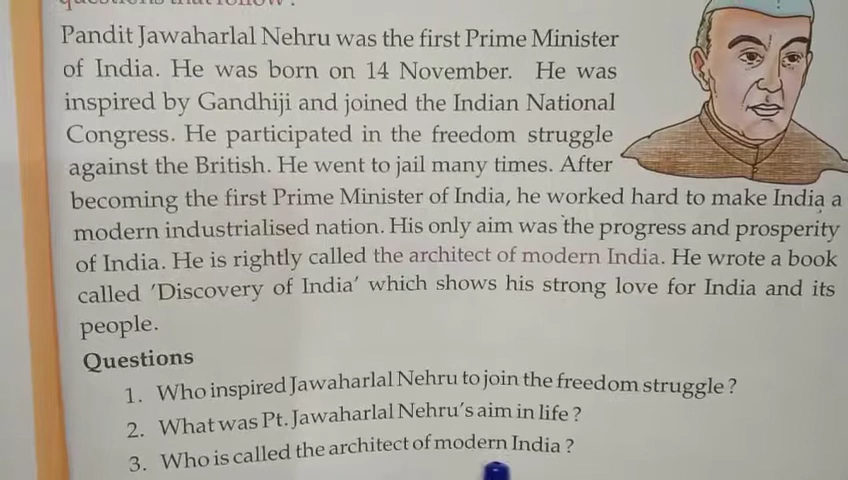 questions that follow :
Pandit Jawaharlal Nehru was the first Prime Minister
of India. He was born on 14 November. He was
inspired by Gandhiji and joined the Indian National
Congress. He participated in the freedom struggle
against the British. He went to jail many times. After
becoming the first Prime Minister of India, he worked hard to make India a
modern industrialised nation. His only aim was the progress and prosperity
of India. He is rightly called the architect of modern India. He wrote a book
called 'Discovery of India' which shows his strong love for India and its
people.
Questions
1. Who inspired Jawaharlal Nehru to join the freedom struggle ?
2. What was Pt. Jawaharlal Nehru's aim in life ?
3. Who is called the architect of modern India ?